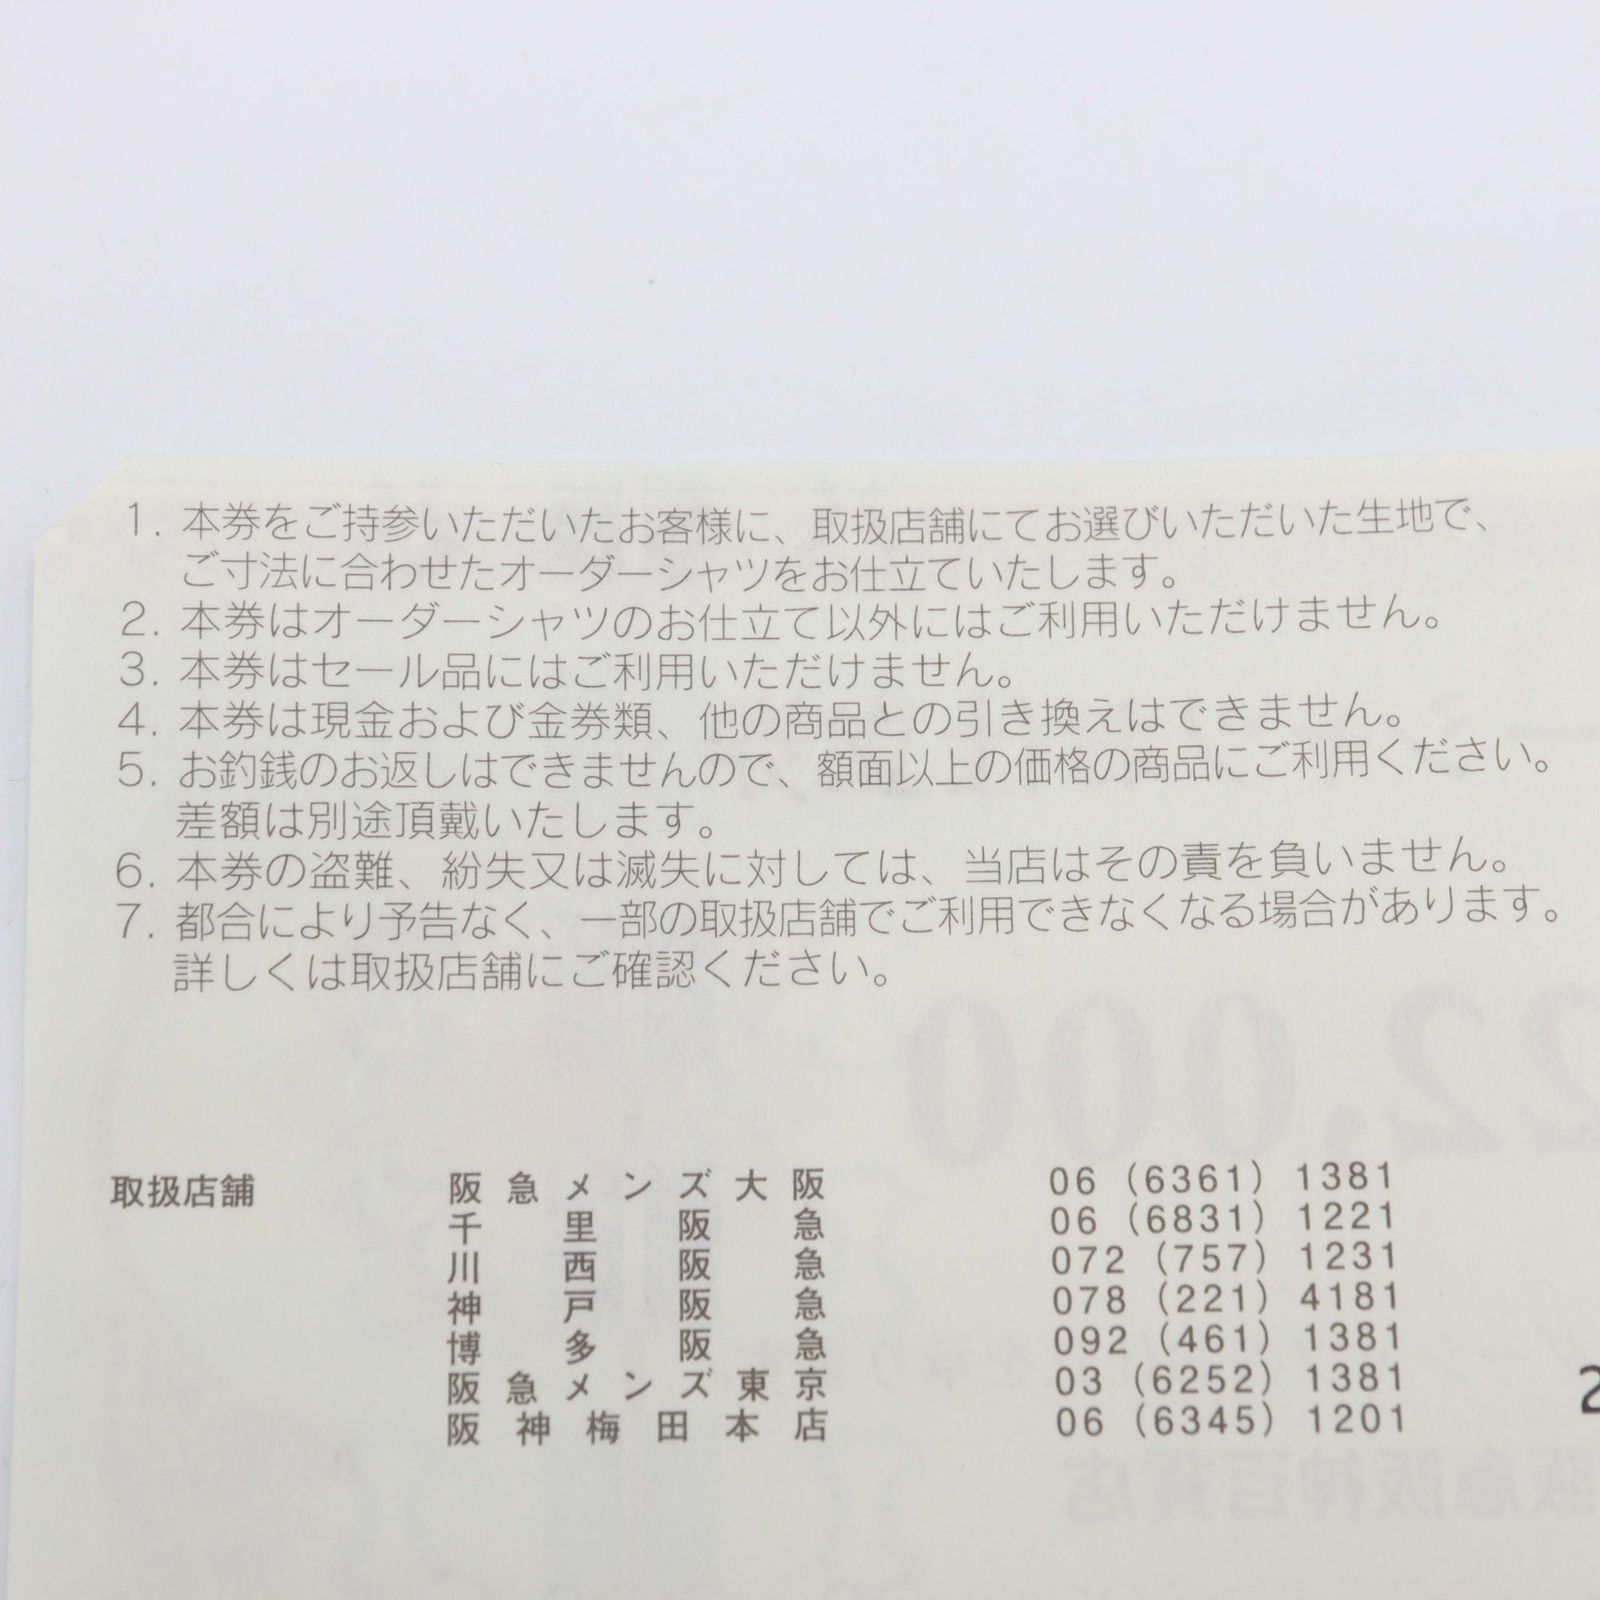 1. 本券をご持参いただいたお客様に、取扱店舗にてお選びいただいた生地で、
ご寸法に合わせたオーダーシャツをお仕立ていたします。
2. 本券はオーダーシャツのお仕立て以外にはご利用いただけません。
3. 本券はセール品にはご利用いただけません。
4. 本券は現金および金券類、他の商品との引き換えはできません。
5. お釣銭のお返しはできませんので、額面以上の価格の商品にご利用ください。
差額は別途頂戴いたします。
6. 本券の盗難、紛失又は滅失に対しては、当店はその責を負いません。
7. 都合により予告なく、一部の取扱店舗でご利用できなくなる場合があります。
詳しくは取扱店舗にご確認ください。
取扱店舗 阪急メンズ大阪 06 (6361) 1381
千里阪急 06 (6831) 1221
川西阪急 072 (757) 1231
神戸阪急 078 (221) 4181
博多阪急 092 (461) 1381
阪急メンズ東京 03 (6252) 1381
阪神梅田本店 06 (6345) 1201